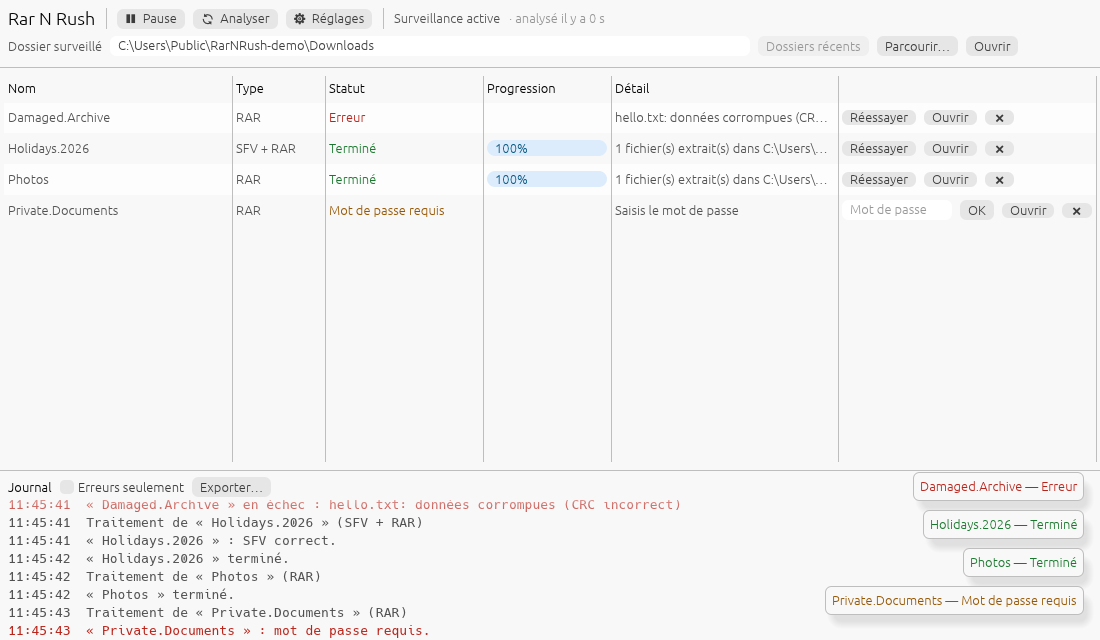 Rar N Rush Pause Analyser Réglages Surveillance active · analysé il y a 0 s
Dossier surveillé C:\Users\Public\RarNRush-demo\Downloads Dossiers récents Parcourir... Ouvrir
Nom Type Statut Progression Détail
Damaged.Archive RAR Erreur hello.txt: données corrompues (CR... Réessayer Ouvrir ×
Holidays.2026 SFV + RAR Terminé 100% 1 fichier(s) extrait(s) dans C:\Users\... Réessayer Ouvrir ×
Photos RAR Terminé 100% 1 fichier(s) extrait(s) dans C:\Users\... Réessayer Ouvrir ×
Private.Documents RAR Mot de passe requis Saisis le mot de passe Mot de passe OK Ouvrir ×
Journal Erreurs seulement Exporter...
11:45:41 « Damaged.Archive » en échec : hello.txt: données corrompues (CRC incorrect)
11:45:41 Traitement de « Holidays.2026 » (SFV + RAR)
11:45:41 « Holidays.2026 » : SFV correct.
11:45:42 « Holidays.2026 » terminé.
11:45:42 Traitement de « Photos » (RAR)
11:45:42 « Photos » terminé.
11:45:43 Traitement de « Private.Documents » (RAR)
11:45:43 « Private.Documents » : mot de passe requis.
Damaged.Archive — Erreur
Holidays.2026 — Terminé
Photos — Terminé
Private.Documents — Mot de passe requis